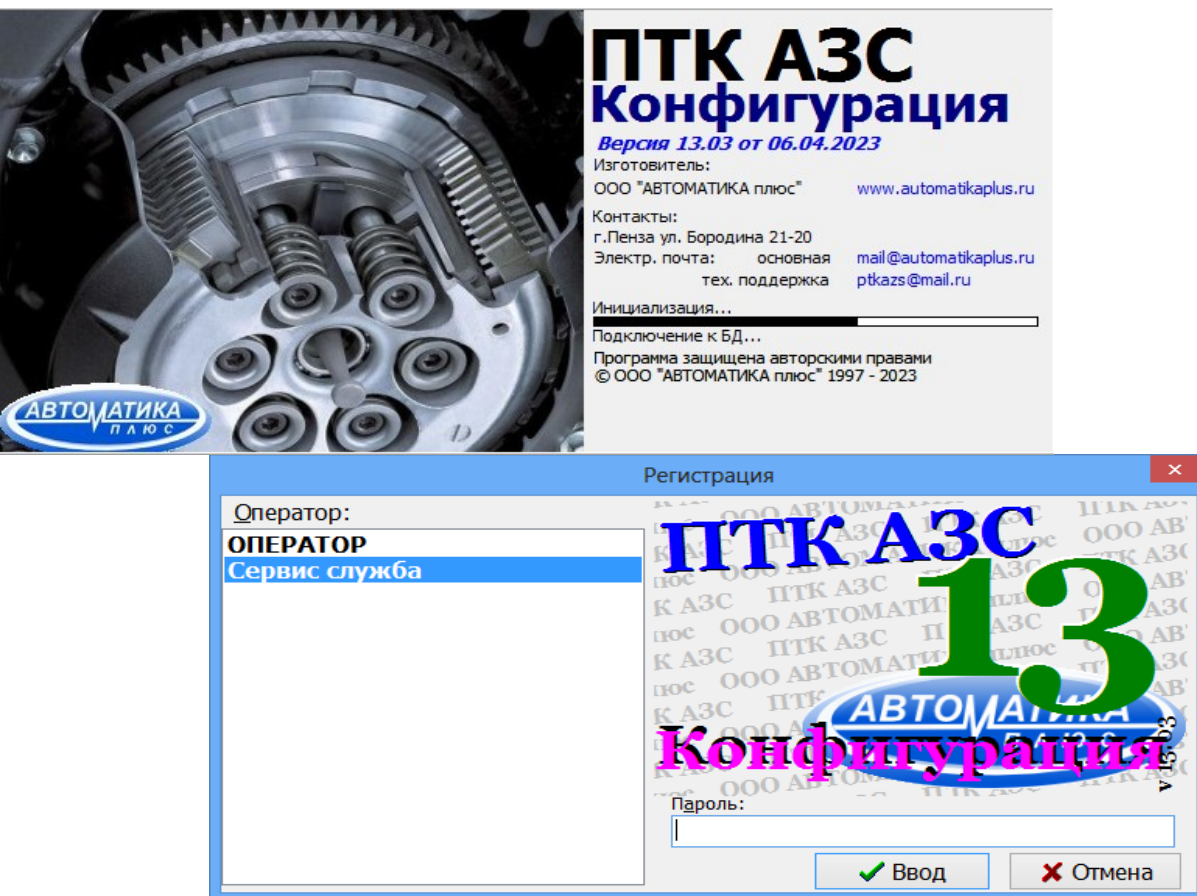 ПТК АЗС
Конфигурация
Версия 13.03 от 06.04.2023
Изготовитель:
ООО "АВТОМАТИКА плюс" www.automatikaplus.ru
Контакты:
г.Пенза ул. Бородина 21-20
Электр. почта: основная mail@automatikaplus.ru
тех. поддержка ptkazs@mail.ru
Инициализация...
Подключение к БД...
Программа защищена авторскими правами
© ООО "АВТОМАТИКА плюс" 1997 - 2023
АВТОМАТИКА
ПЛЮС
Регистрация
Оператор:
ОПЕРАТОР
Сервис служба
ПТК АЗС
13
АВТОМАТИКА
ПЛЮС
Конфигурация
v 13.03
Пароль:
Ввод
Отмена